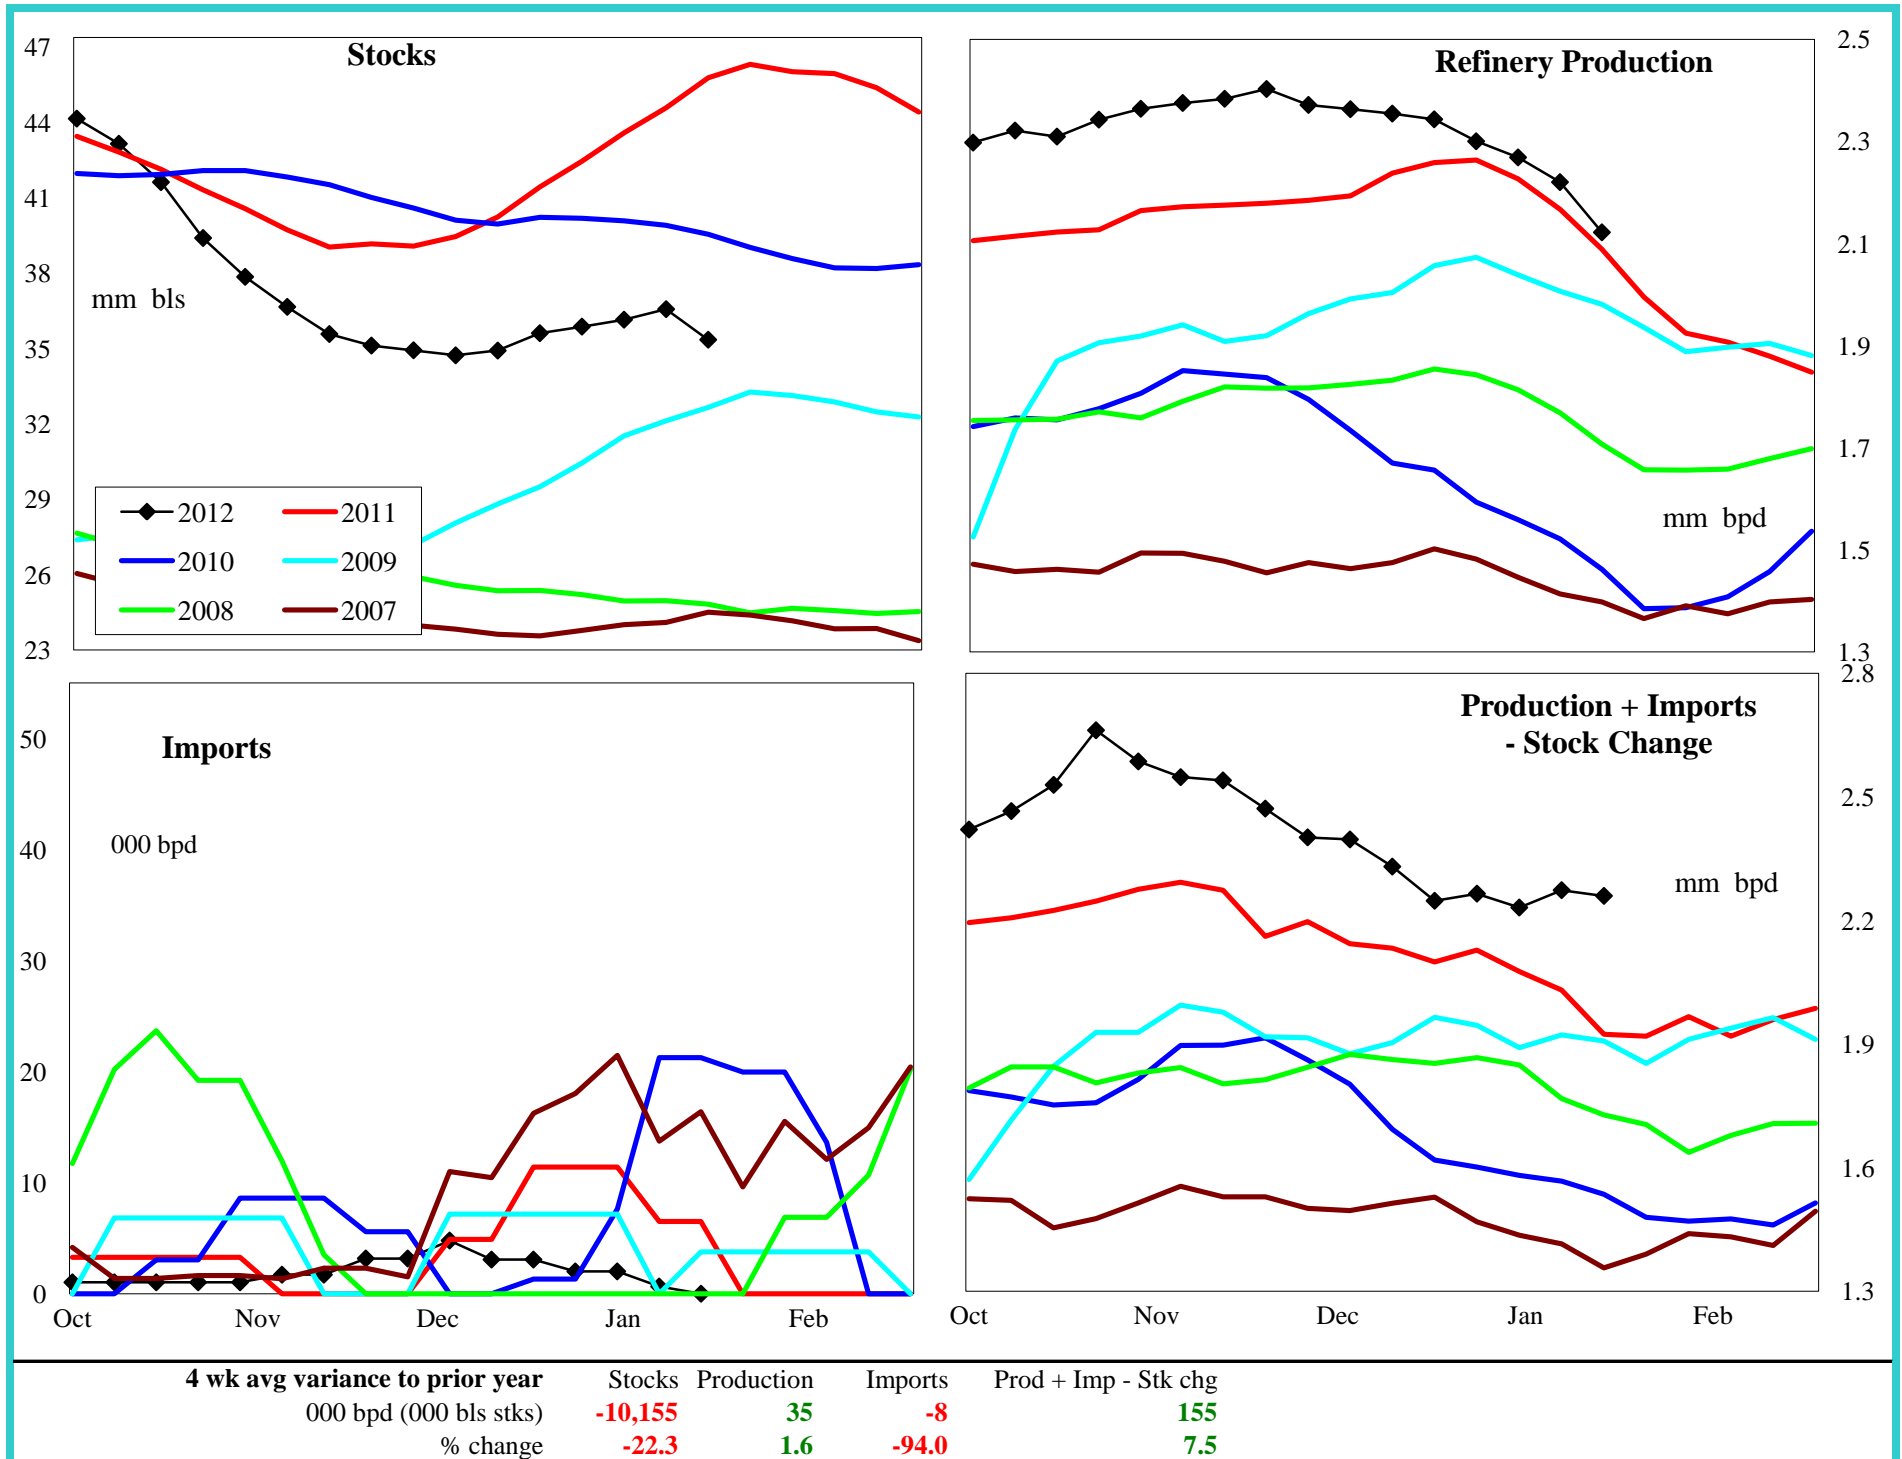 Stocks
47
44
41
38
35
32
29
26
23
mm bls
2012
2011
2010
2009
2008
2007
Refinery Production
2.5
2.3
2.1
1.9
1.7
1.5
1.3
mm bpd
Imports
000 bpd
50
40
30
20
10
0
Oct Nov Dec Jan Feb
Production + Imports
- Stock Change
2.8
2.5
2.2
1.9
1.6
1.3
mm bpd
Oct Nov Dec Jan Feb
4 wk avg variance to prior year Stocks Production Imports Prod + Imp - Stk chg
000 bpd (000 bls stks) -10,155 35 -8 155
% change -22.3 1.6 -94.0 7.5